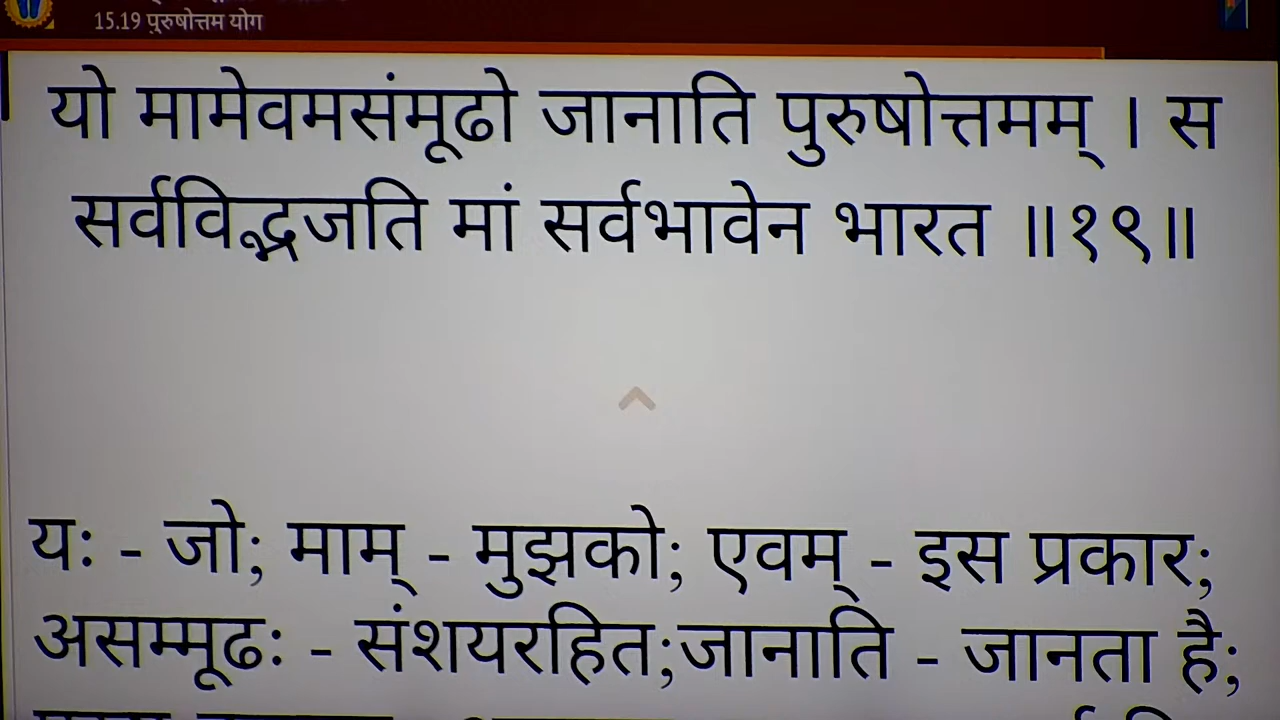 15.19 पुरुषोत्तम योग
यो मामेवमसंमूढो जानाति पुरुषोत्तमम् । स
सर्वविद्भजति मां सर्वभावेन भारत ॥१९॥
यः - जो; माम् - मुझको; एवम् - इस प्रकार;
असम्मूढः - संशयरहित;जानाति - जानता है;